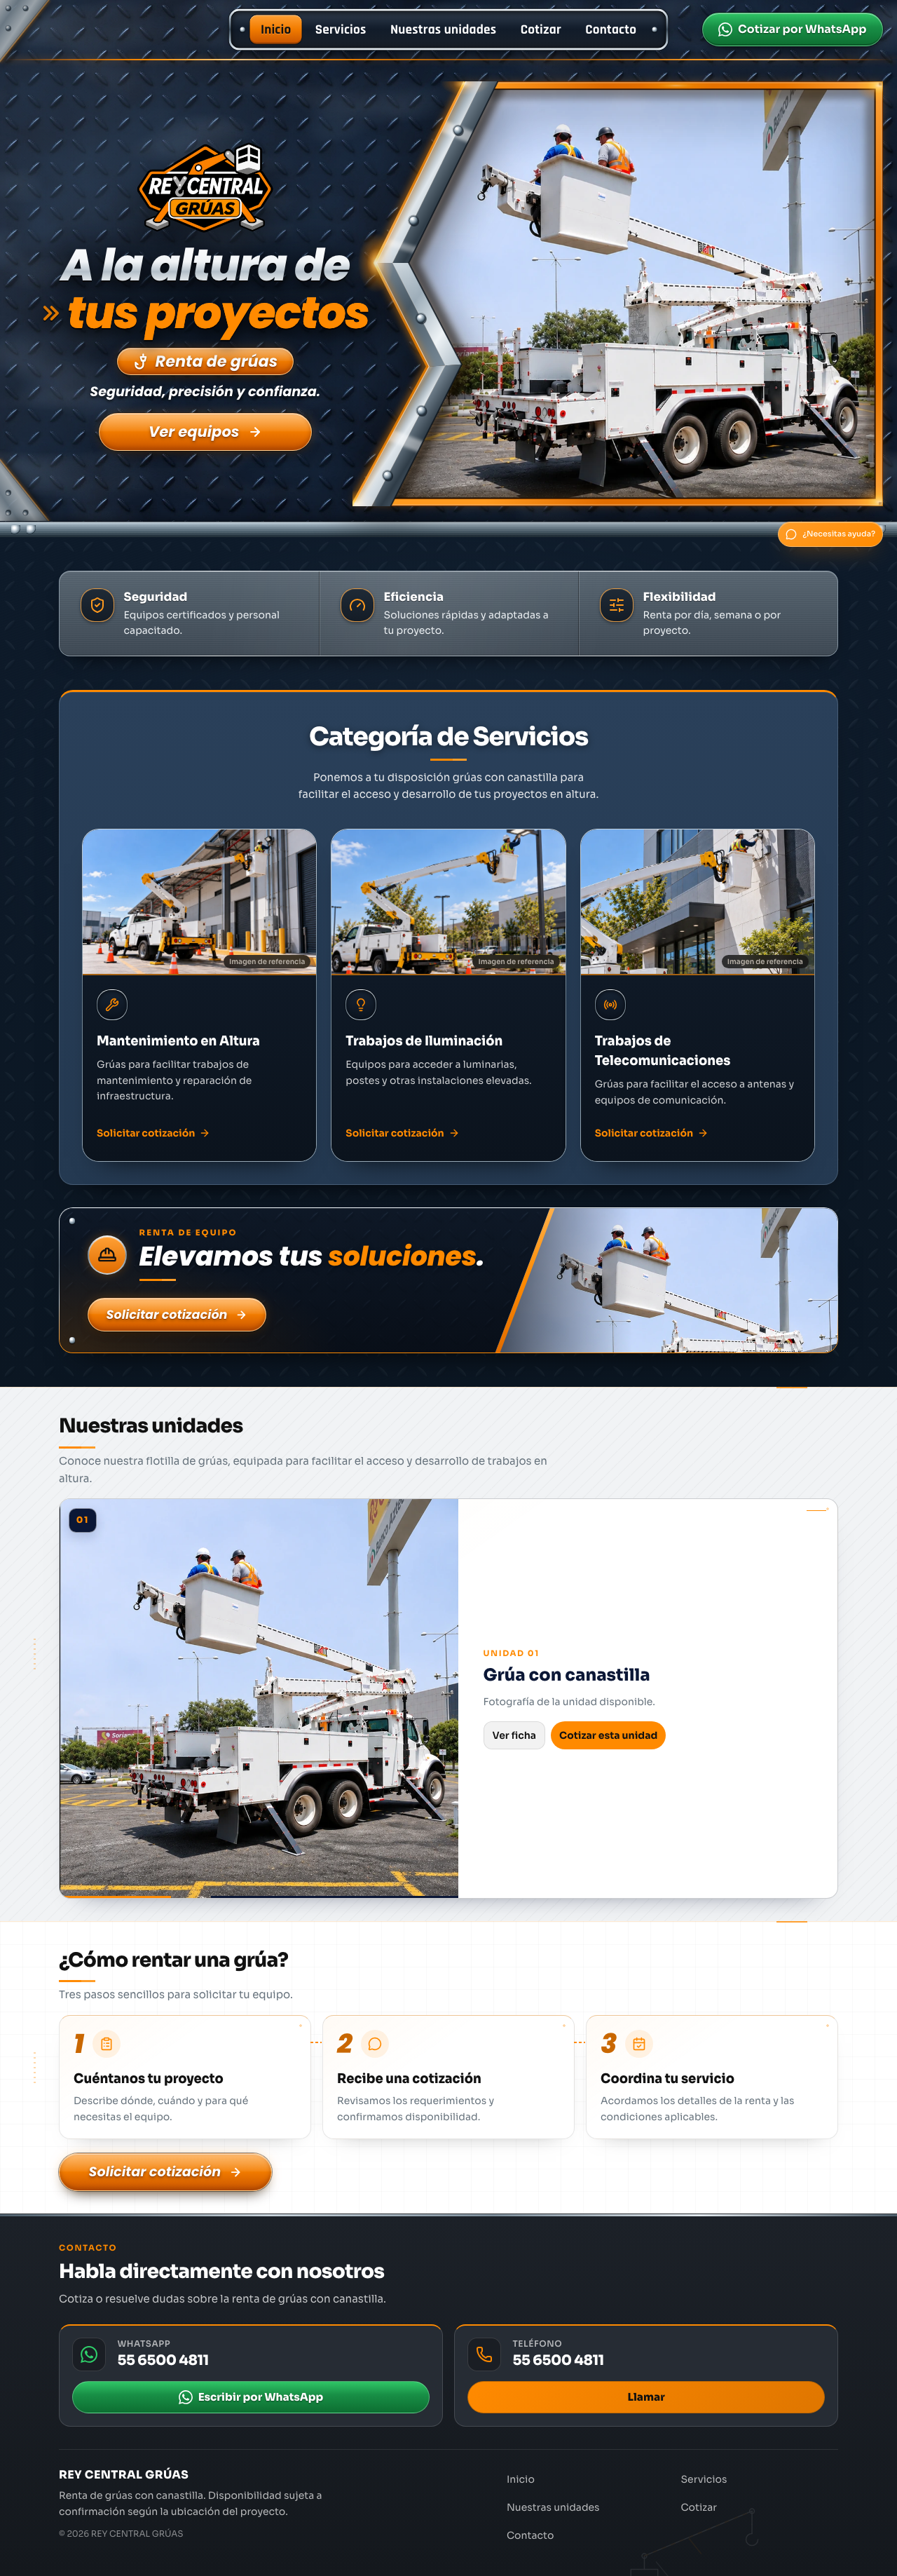 Inicio
Servicios
Nuestras unidades
Cotizar
Contacto
Cotizar por WhatsApp
REY CENTRAL
GRÚAS
A la altura de
» tus proyectos
Renta de grúas
Seguridad, precisión y confianza.
Ver equipos →
¿Necesitas ayuda?
Seguridad
Equipos certificados y personal
capacitado.
Eficiencia
Soluciones rápidas y adaptadas a
tu proyecto.
Flexibilidad
Renta por día, semana o por
proyecto.
Categoría de Servicios
Ponemos a tu disposición grúas con canastilla para
facilitar el acceso y desarrollo de tus proyectos en altura.
Imagen de referencia
Mantenimiento en Altura
Grúas para facilitar trabajos de
mantenimiento y reparación de
infraestructura.
Solicitar cotización →
Imagen de referencia
Trabajos de Iluminación
Equipos para acceder a luminarias,
postes y otras instalaciones elevadas.
Solicitar cotización →
Imagen de referencia
Trabajos de
Telecomunicaciones
Grúas para facilitar el acceso a antenas y
equipos de comunicación.
Solicitar cotización →
RENTA DE EQUIPO
Elevamos tus soluciones.
Solicitar cotización →
Nuestras unidades
Conoce nuestra flotilla de grúas, equipada para facilitar el acceso y desarrollo de trabajos en
altura.
01
Soriana
UNIDAD 01
Grúa con canastilla
Fotografía de la unidad disponible.
Ver ficha
Cotizar esta unidad
¿Cómo rentar una grúa?
Tres pasos sencillos para solicitar tu equipo.
1
Cuéntanos tu proyecto
Describe dónde, cuándo y para qué
necesitas el equipo.
2
Recibe una cotización
Revisamos los requerimientos y
confirmamos disponibilidad.
3
Coordina tu servicio
Acordamos los detalles de la renta y las
condiciones aplicables.
Solicitar cotización →
CONTACTO
Habla directamente con nosotros
Cotiza o resuelve dudas sobre la renta de grúas con canastilla.
WHATSAPP
55 6500 4811
Escribir por WhatsApp
TELÉFONO
55 6500 4811
Llamar
REY CENTRAL GRÚAS
Renta de grúas con canastilla. Disponibilidad sujeta a
confirmación según la ubicación del proyecto.
© 2026 REY CENTRAL GRÚAS
Inicio
Servicios
Nuestras unidades
Cotizar
Contacto